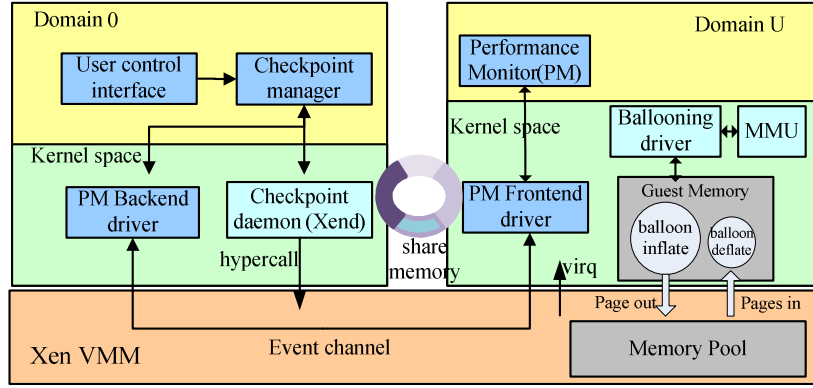 Domain 0
User control
interface
Checkpoint
manager
Kernel space
PM Backend
driver
Checkpoint
daemon (Xend)
hypercall
share
memory
Domain U
Performance
Monitor(PM)
Kernel space
Ballooning
driver
MMU
PM Frontend
driver
Guest Memory
balloon
inflate
balloon
deflate
virq
Page out
Pages in
Xen VMM
Event channel
Memory Pool